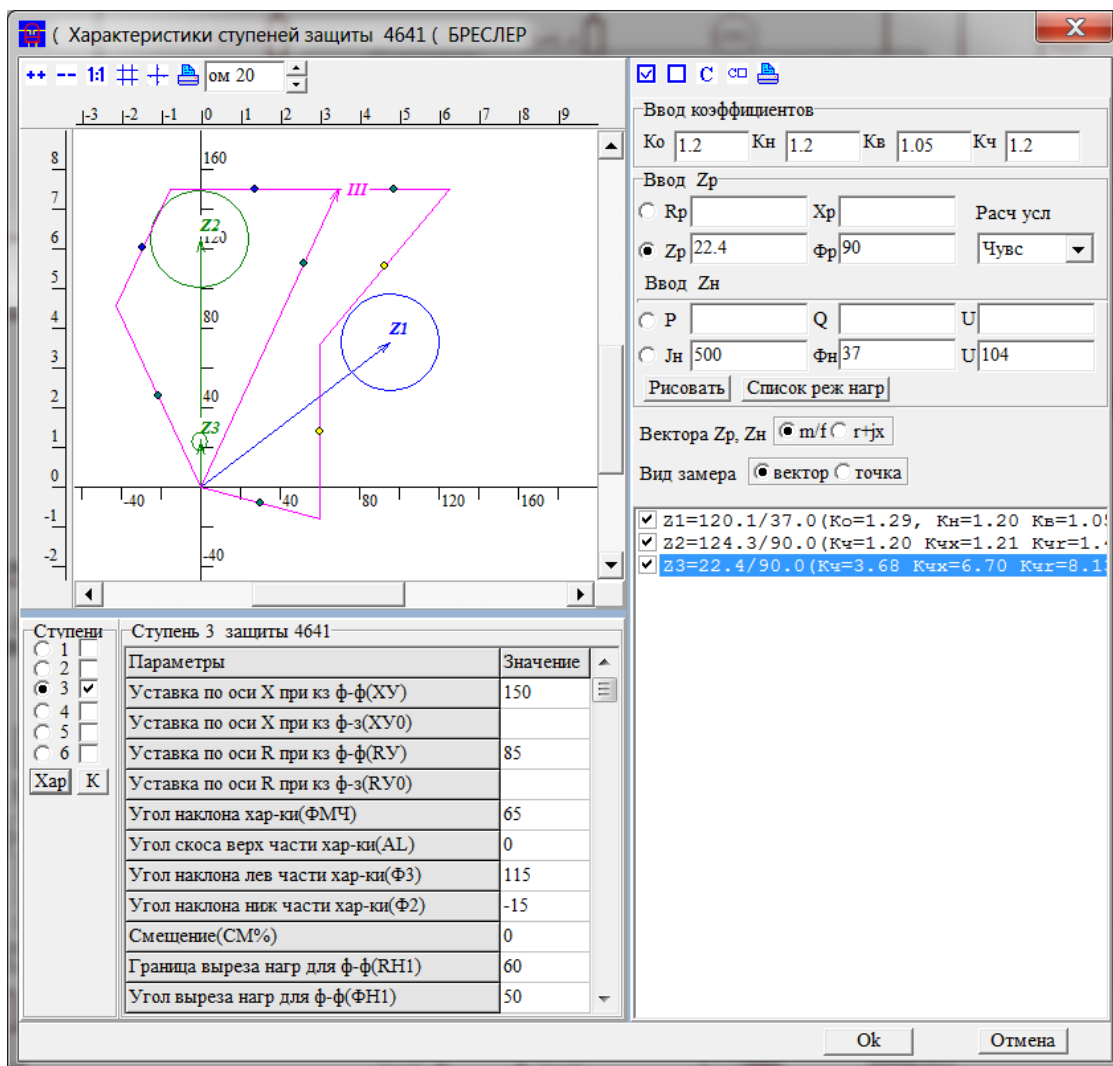 ( Характеристики ступеней защиты 4641 ( БРЕСЛЕР
X
++ -- 1:1 ом 20
-3 -2 -1 0 1 2 3 4 5 6 7 8 9
8 160
7 III
6 Z2 120
5
4 80 Z1
3
2 40
1 Z3
0
-40 40 80 120 160
-1
-2 -40
Ступени
1
2
3
4
5
6
Хар К
Ступень 3 защиты 4641
Параметры Значение
Уставка по оси X при кз ф-ф(ХУ) 150
Уставка по оси X при кз ф-з(ХУ0)
Уставка по оси R при кз ф-ф(RУ) 85
Уставка по оси R при кз ф-з(RУ0)
Угол наклона хар-ки(ФМЧ) 65
Угол скоса верх части хар-ки(AL) 0
Угол наклона лев части хар-ки(Ф3) 115
Угол наклона ниж части хар-ки(Ф2) -15
Смещение(СМ%) 0
Граница выреза нагр для ф-ф(RН1) 60
Угол выреза нагр для ф-ф(ФН1) 50
C
Ввод коэффициентов
Ко 1.2 Кн 1.2 Кв 1.05 Кч 1.2
Ввод Zр
Rр Хр Расч усл
Zр 22.4 Фр 90 Чувс
Ввод Zн
P Q U
Jн 500 Фн 37 U 104
Рисовать Список реж нагр
Вектора Zр, Zн m/f r+jx
Вид замера вектор точка
Z1=120.1/37.0(Ко=1.29, Кн=1.20 Кв=1.05
Z2=124.3/90.0(Кч=1.20 Кчх=1.21 Кчr=1.4
Z3=22.4/90.0(Кч=3.68 Кчх=6.70 Кчr=8.1
Ok Отмена